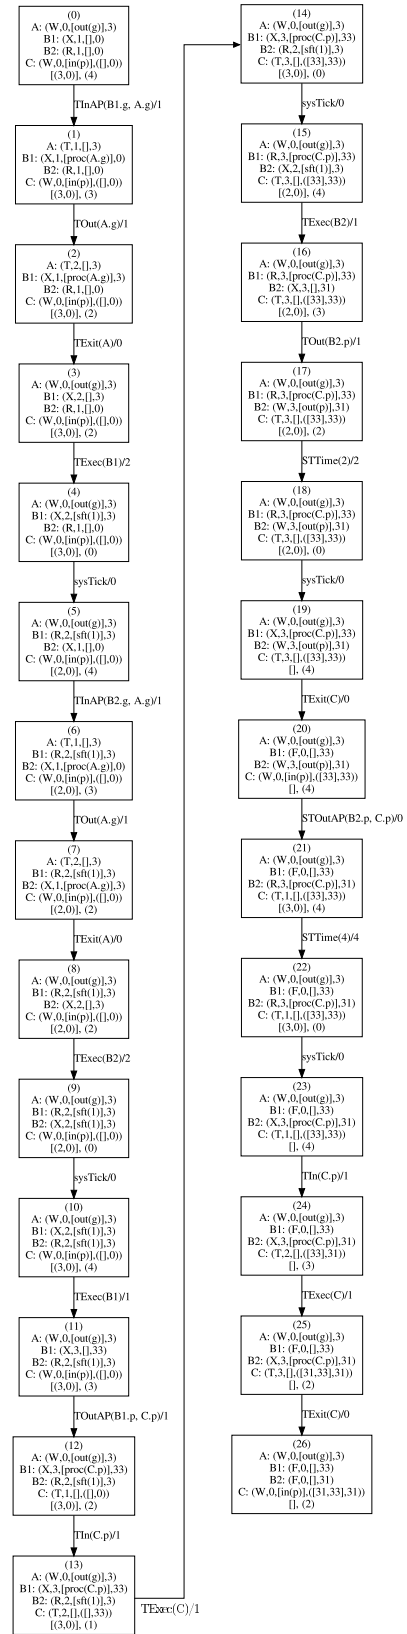 (0)
A: (W,0,[out(g)],3)
B1: (X,1,[],0)
B2: (R,1,[],0)
C: (W,0,[in(p)],([],0))
[(3,0)], (4)
TInAP(B1.g, A.g)/1
(1)
A: (T,1,[],3)
B1: (X,1,[proc(A.g)],0)
B2: (R,1,[],0)
C: (W,0,[in(p)],([],0))
[(3,0)], (3)
TOut(A.g)/1
(2)
A: (T,2,[],3)
B1: (X,1,[proc(A.g)],3)
B2: (R,1,[],0)
C: (W,0,[in(p)],([],0))
[(3,0)], (2)
TExit(A)/0
(3)
A: (W,0,[out(g)],3)
B1: (X,2,[],3)
B2: (R,1,[],0)
C: (W,0,[in(p)],([],0))
[(3,0)], (2)
TExec(B1)/2
(4)
A: (W,0,[out(g)],3)
B1: (X,2,[sft(1)],3)
B2: (R,1,[],0)
C: (W,0,[in(p)],([],0))
[(3,0)], (0)
sysTick/0
(5)
A: (W,0,[out(g)],3)
B1: (R,2,[sft(1)],3)
B2: (X,1,[],0)
C: (W,0,[in(p)],([],0))
[(2,0)], (4)
TInAP(B2.g, A.g)/1
(6)
A: (T,1,[],3)
B1: (R,2,[sft(1)],3)
B2: (X,1,[proc(A.g)],0)
C: (W,0,[in(p)],([],0))
[(2,0)], (3)
TOut(A.g)/1
(7)
A: (T,2,[],3)
B1: (R,2,[sft(1)],3)
B2: (X,1,[proc(A.g)],3)
C: (W,0,[in(p)],([],0))
[(2,0)], (2)
TExit(A)/0
(8)
A: (W,0,[out(g)],3)
B1: (R,2,[sft(1)],3)
B2: (X,2,[],3)
C: (W,0,[in(p)],([],0))
[(2,0)], (2)
TExec(B2)/2
(9)
A: (W,0,[out(g)],3)
B1: (R,2,[sft(1)],3)
B2: (X,2,[sft(1)],3)
C: (W,0,[in(p)],([],0))
[(2,0)], (0)
sysTick/0
(10)
A: (W,0,[out(g)],3)
B1: (X,2,[sft(1)],3)
B2: (R,2,[sft(1)],3)
C: (W,0,[in(p)],([],0))
[(3,0)], (4)
TExec(B1)/1
(11)
A: (W,0,[out(g)],3)
B1: (X,3,[],33)
B2: (R,2,[sft(1)],3)
C: (W,0,[in(p)],([],0))
[(3,0)], (3)
TOutAP(B1.p, C.p)/1
(12)
A: (W,0,[out(g)],3)
B1: (X,3,[proc(C.p)],33)
B2: (R,2,[sft(1)],3)
C: (T,1,[],([],0))
[(3,0)], (2)
TIn(C.p)/1
(13)
A: (W,0,[out(g)],3)
B1: (X,3,[proc(C.p)],33)
B2: (R,2,[sft(1)],3)
C: (T,2,[],([],33))
[(3,0)], (1)
TExec(C)/1
(14)
A: (W,0,[out(g)],3)
B1: (X,3,[proc(C.p)],33)
B2: (R,2,[sft(1)],3)
C: (T,3,[],([33],33))
[(3,0)], (0)
sysTick/0
(15)
A: (W,0,[out(g)],3)
B1: (R,3,[proc(C.p)],33)
B2: (X,2,[sft(1)],3)
C: (T,3,[],([33],33))
[(2,0)], (4)
TExec(B2)/1
(16)
A: (W,0,[out(g)],3)
B1: (R,3,[proc(C.p)],33)
B2: (X,3,[],31)
C: (T,3,[],([33],33))
[(2,0)], (3)
TOut(B2.p)/1
(17)
A: (W,0,[out(g)],3)
B1: (R,3,[proc(C.p)],33)
B2: (W,3,[out(p)],31)
C: (T,3,[],([33],33))
[(2,0)], (2)
STTime(2)/2
(18)
A: (W,0,[out(g)],3)
B1: (R,3,[proc(C.p)],33)
B2: (W,3,[out(p)],31)
C: (T,3,[],([33],33))
[(2,0)], (0)
sysTick/0
(19)
A: (W,0,[out(g)],3)
B1: (X,3,[proc(C.p)],33)
B2: (W,3,[out(p)],31)
C: (T,3,[],([33],33))
[], (4)
TExit(C)/0
(20)
A: (W,0,[out(g)],3)
B1: (F,0,[],33)
B2: (W,3,[out(p)],31)
C: (W,0,[in(p)],([33],33))
[], (4)
STOutAP(B2.p, C.p)/0
(21)
A: (W,0,[out(g)],3)
B1: (F,0,[],33)
B2: (R,3,[proc(C.p)],31)
C: (T,1,[],([33],33))
[(3,0)], (4)
STTime(4)/4
(22)
A: (W,0,[out(g)],3)
B1: (F,0,[],33)
B2: (R,3,[proc(C.p)],31)
C: (T,1,[],([33],33))
[(3,0)], (0)
sysTick/0
(23)
A: (W,0,[out(g)],3)
B1: (F,0,[],33)
B2: (X,3,[proc(C.p)],31)
C: (T,1,[],([33],33))
[], (4)
TIn(C.p)/1
(24)
A: (W,0,[out(g)],3)
B1: (F,0,[],33)
B2: (X,3,[proc(C.p)],31)
C: (T,2,[],([33],31))
[], (3)
TExec(C)/1
(25)
A: (W,0,[out(g)],3)
B1: (F,0,[],33)
B2: (X,3,[proc(C.p)],31)
C: (T,3,[],([31,33],31))
[], (2)
TExit(C)/0
(26)
A: (W,0,[out(g)],3)
B1: (F,0,[],33)
B2: (F,0,[],31)
C: (W,0,[in(p)],([31,33],31))
[], (2)